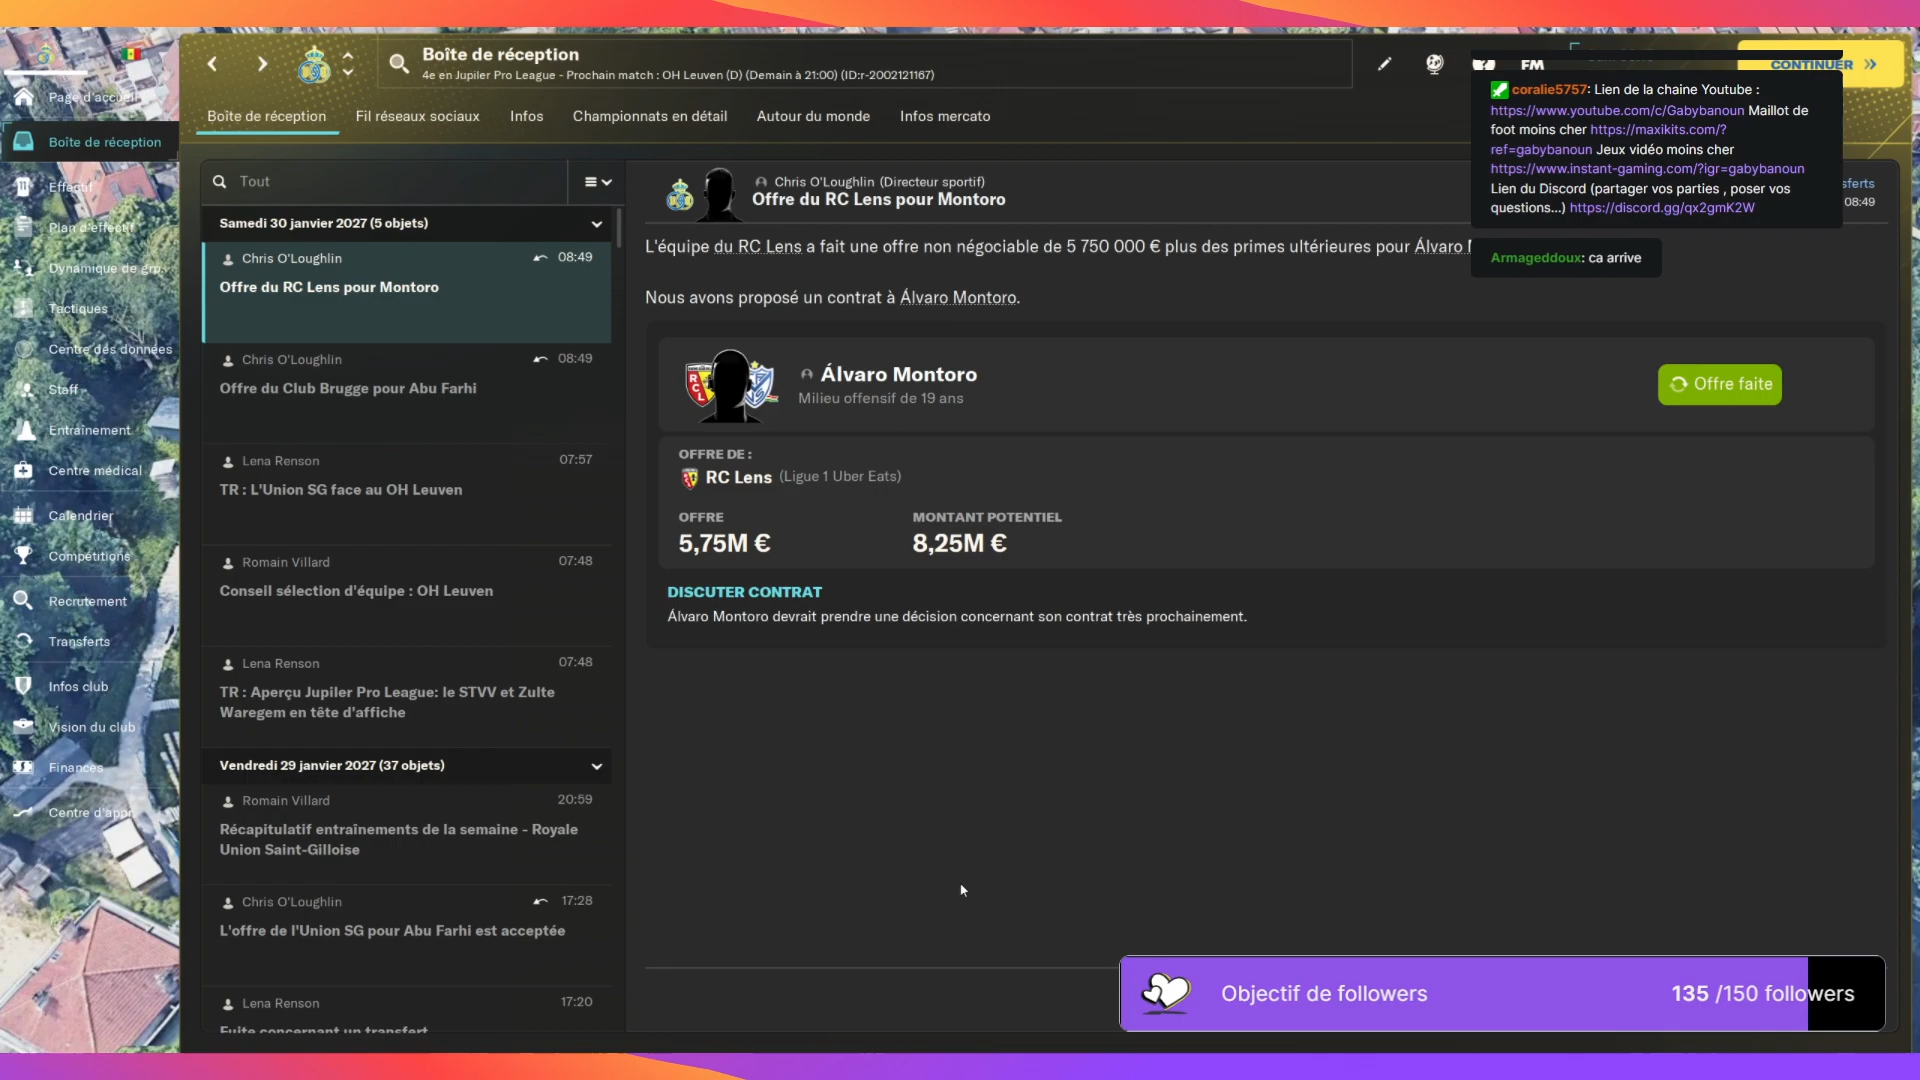 Boîte de réception
4e en Jupiler Pro League - Prochain match : OH Leuven (D) (Demain à 21:00) (ID:r-2002121167)
FM
CONTINUER
Boîte de réception
Fil réseaux sociaux
Infos
Championnats en détail
Autour du monde
Infos mercato
Page d'accueil
Boîte de réception
Effectif
Plan d'effectif
Dynamique de grp.
Tactiques
Centre des données
Staff
Entraînement
Centre médical
Calendrier
Compétitions
Recrutement
Transferts
Infos club
Vision du club
Finances
Centre d'appr.
Tout
Samedi 30 janvier 2027 (5 objets)
Chris O'Loughlin 08:49
Offre du RC Lens pour Montoro
Chris O'Loughlin 08:49
Offre du Club Brugge pour Abu Farhi
Lena Renson 07:57
TR : L'Union SG face au OH Leuven
Romain Villard 07:48
Conseil sélection d'équipe : OH Leuven
Lena Renson 07:48
TR : Aperçu Jupiler Pro League: le STVV et Zulte
Waregem en tête d'affiche
Vendredi 29 janvier 2027 (37 objets)
Romain Villard 20:59
Récapitulatif entraînements de la semaine - Royale
Union Saint-Gilloise
Chris O'Loughlin 17:28
L'offre de l'Union SG pour Abu Farhi est acceptée
Lena Renson 17:20
Fuite concernant un transfert
Chris O'Loughlin (Directeur sportif)
Offre du RC Lens pour Montoro
sferts
08:49
L'équipe du RC Lens a fait une offre non négociable de 5 750 000 € plus des primes ultérieures pour Álvaro
Nous avons proposé un contrat à Álvaro Montoro.
Álvaro Montoro
Milieu offensif de 19 ans
Offre faite
OFFRE DE :
RC Lens (Ligue 1 Uber Eats)
OFFRE
5,75M €
MONTANT POTENTIEL
8,25M €
DISCUTER CONTRAT
Álvaro Montoro devrait prendre une décision concernant son contrat très prochainement.
coralie5757: Lien de la chaine Youtube :
https://www.youtube.com/c/Gabybanoun Maillot de
foot moins cher https://maxikits.com/?
ref=gabybanoun Jeux vidéo moins cher
https://www.instant-gaming.com/?igr=gabybanoun
Lien du Discord (partager vos parties , poser vos
questions...) https://discord.gg/qx2gmK2W
Armageddoux: ca arrive
Objectif de followers
135 /150 followers